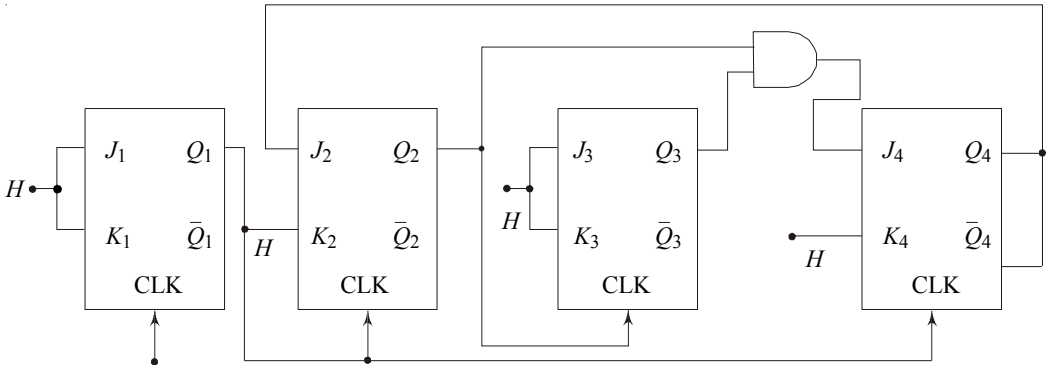 J₁ Q₁
J₂ Q₂
J₃ Q₃
J₄ Q₄
H
H
K₁ Q̄₁
H
K₂ Q̄₂
K₃ Q̄₃
H
K₄ Q̄₄
CLK
CLK
CLK
CLK